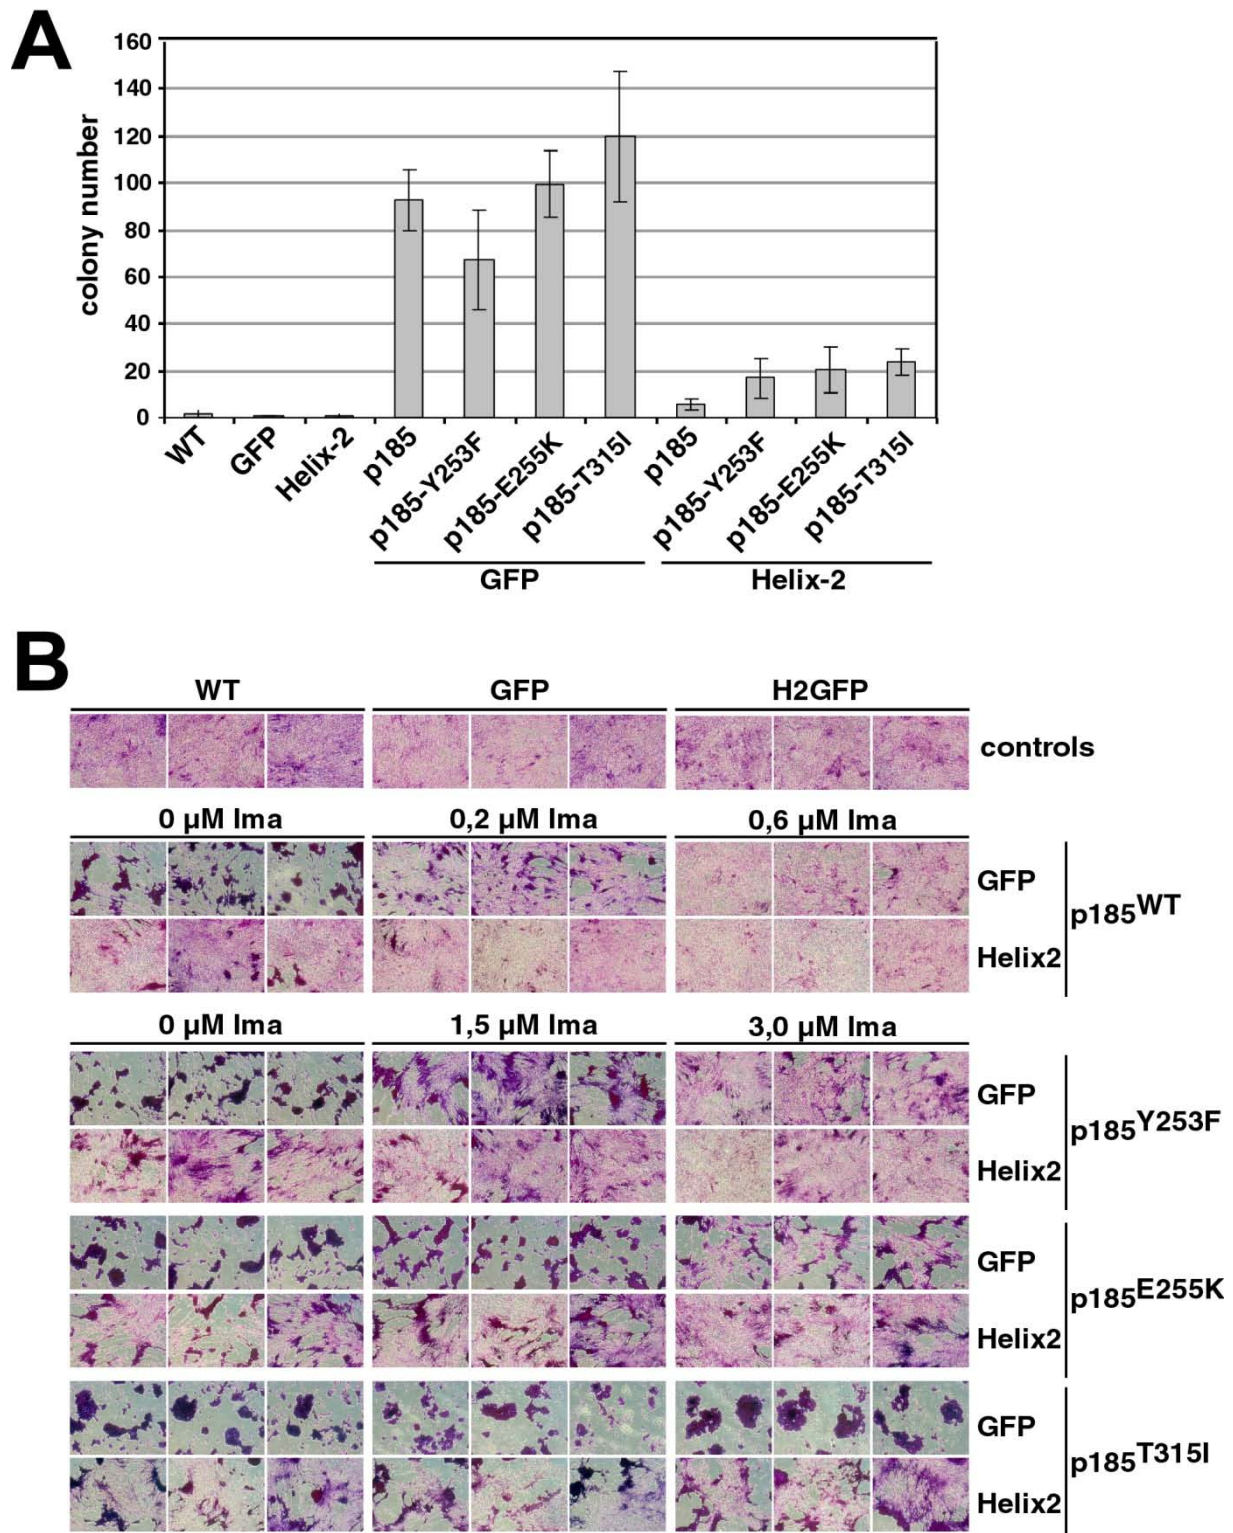 A
160
140
120
100
80
60
40
20
0
colony number
WT
GFP
Helix-2
p185
p185-Y253F
p185-E255K
p185-T315I
p185
p185-Y253F
p185-E255K
p185-T315I
GFP Helix-2
B
WT GFP H2GFP
controls
0 µM Ima 0,2 µM Ima 0,6 µM Ima
GFP
p185WT
Helix2
0 µM Ima 1,5 µM Ima 3,0 µM Ima
GFP
p185Y253F
Helix2
GFP
p185E255K
Helix2
GFP
p185T315I
Helix2